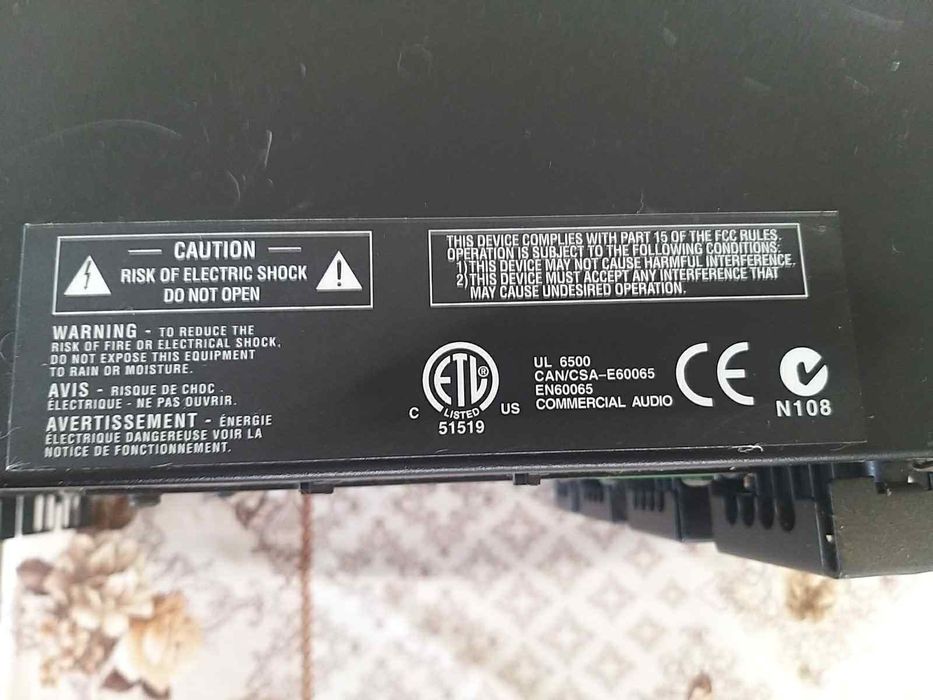 CAUTION
RISK OF ELECTRIC SHOCK
DO NOT OPEN
WARNING - TO REDUCE THE
RISK OF FIRE OR ELECTRICAL SHOCK,
DO NOT EXPOSE THIS EQUIPMENT
TO RAIN OR MOISTURE.
AVIS - RISQUE DE CHOC
ÉLECTRIQUE - NE PAS OUVRIR.
AVERTISSEMENT - ÉNERGIE
ÉLECTRIQUE DANGEREUSE VOIR LA
NOTICE DE FONCTIONNEMENT.
THIS DEVICE COMPLIES WITH PART 15 OF THE FCC RULES.
OPERATION IS SUBJECT TO THE FOLLOWING CONDITIONS:
1) THIS DEVICE MAY NOT CAUSE HARMFUL INTERFERENCE.
2) THIS DEVICE MUST ACCEPT ANY INTERFERENCE THAT
MAY CAUSE UNDESIRED OPERATION.
ETL®
LISTED
C US
51519
UL 6500
CAN/CSA-E60065
EN60065
COMMERCIAL AUDIO
CE
N108